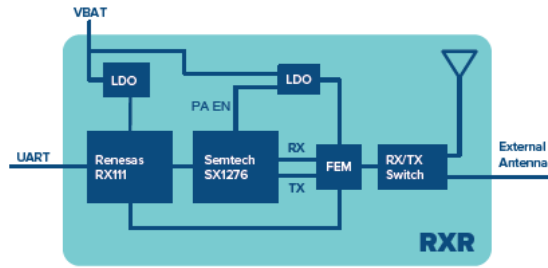 VBAT
LDO
LDO
PA EN
UART
Renesas
RX111
Semtech
SX1276
RX
TX
FEM
RX/TX
Switch
External
Antenna
RXR